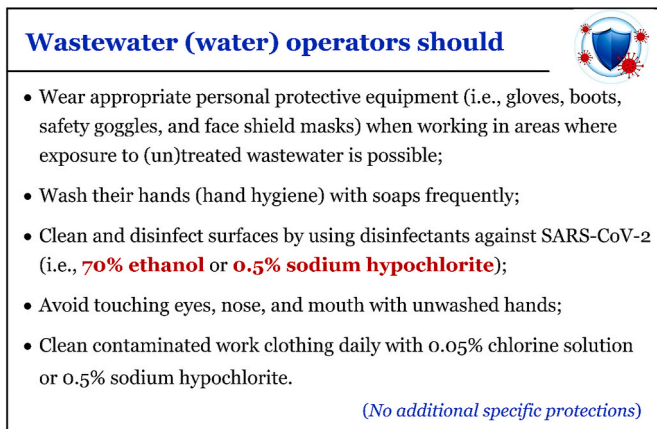 Wastewater (water) operators should
• Wear appropriate personal protective equipment (i.e., gloves, boots,
safety goggles, and face shield masks) when working in areas where
exposure to (un)treated wastewater is possible;
• Wash their hands (hand hygiene) with soaps frequently;
• Clean and disinfect surfaces by using disinfectants against SARS-CoV-2
(i.e., 70% ethanol or 0.5% sodium hypochlorite);
• Avoid touching eyes, nose, and mouth with unwashed hands;
• Clean contaminated work clothing daily with 0.05% chlorine solution
or 0.5% sodium hypochlorite.
(No additional specific protections)